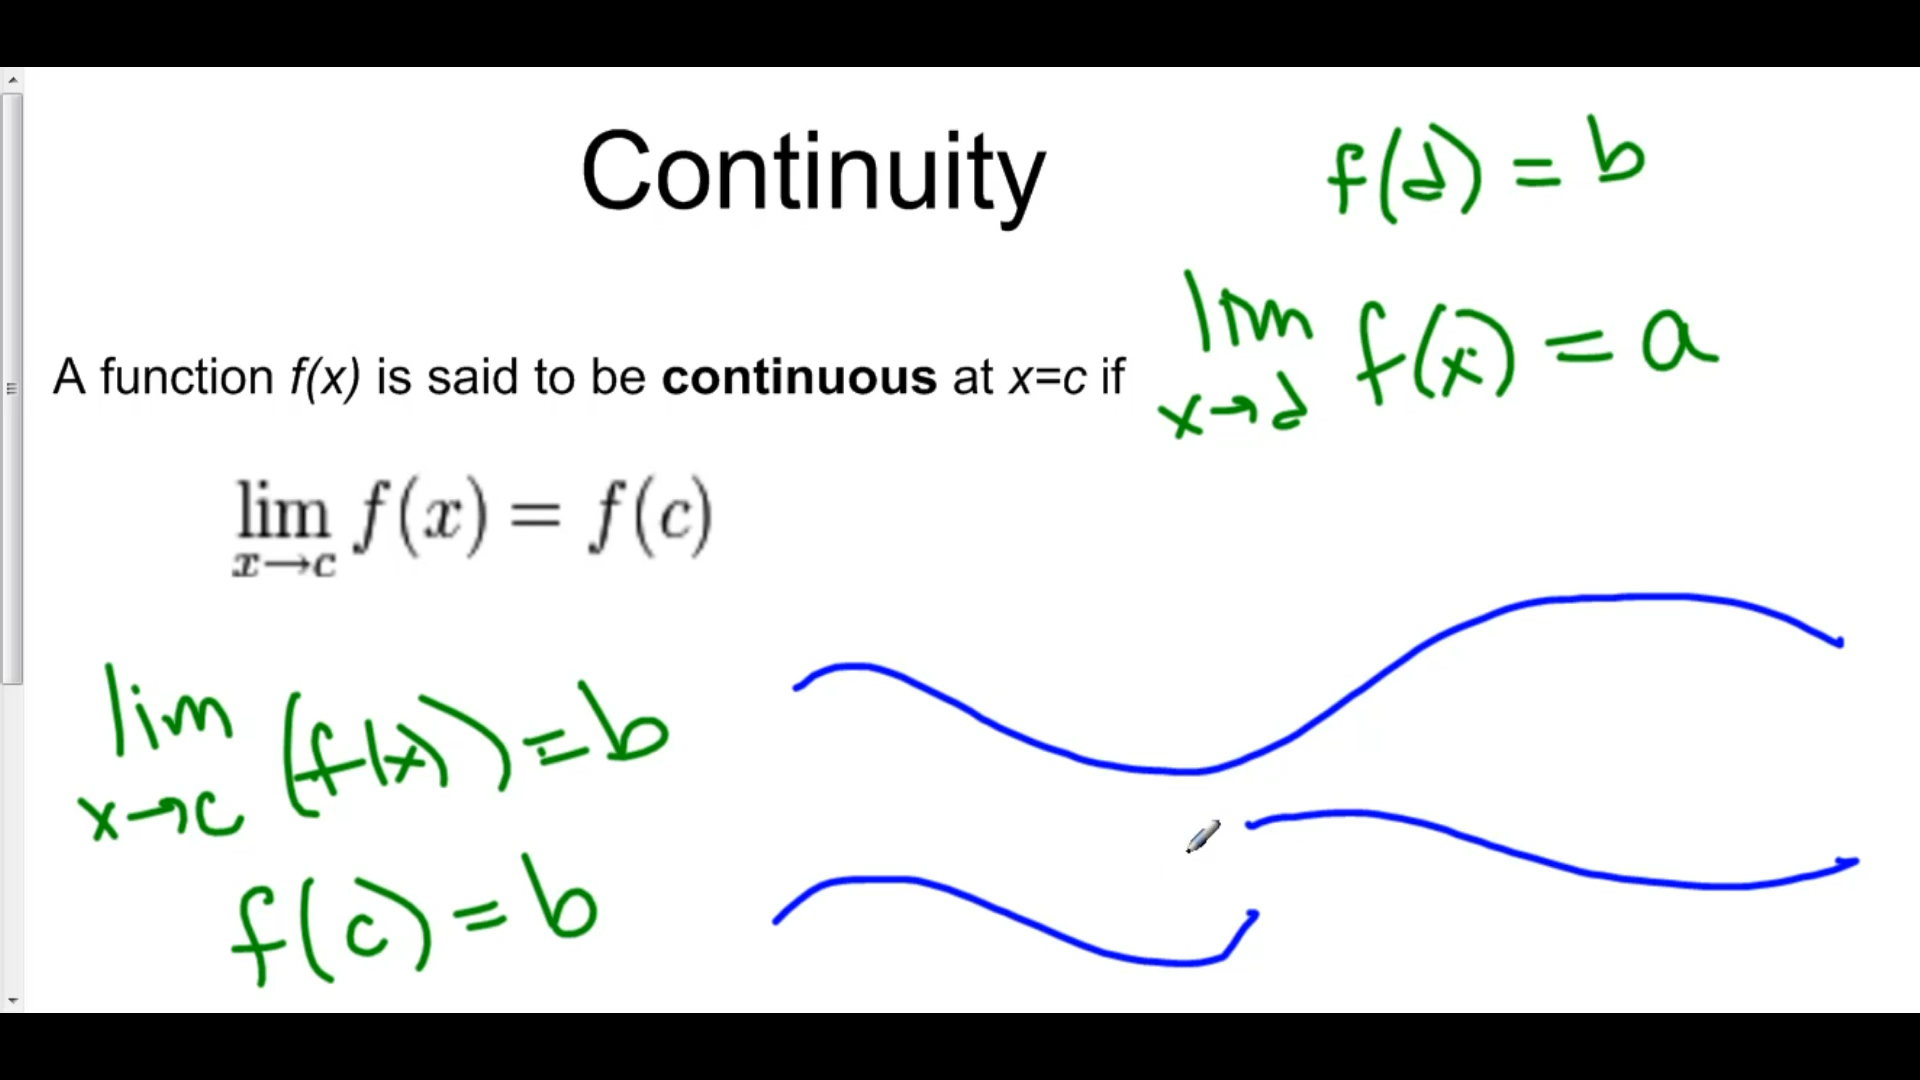 Continuity
f(d) = b
lim f(x) = a
x→d
A function f(x) is said to be continuous at x=c if
lim f(x) = f(c)
x→c
lim (f(x)) = b
x→c
f(c) = b